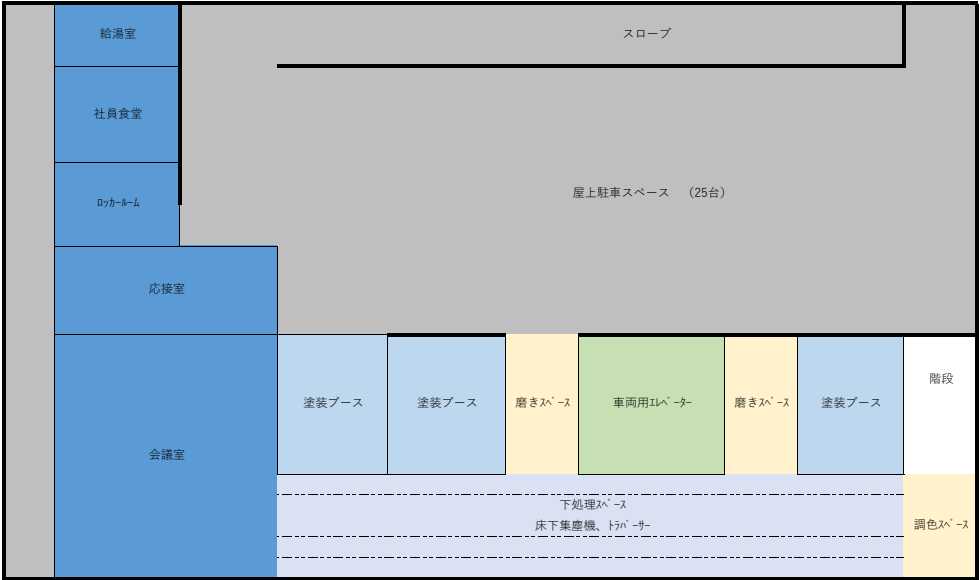 給湯室
スロープ
社員食堂
屋上駐車スペース　（25台）
ﾛｯｶｰﾙｰﾑ
応接室
塗装ブース
塗装ブース
磨きｽﾍﾟｰｽ
車両用ｴﾚﾍﾞｰﾀｰ
磨きｽﾍﾟｰｽ
塗装ブース
階段
会議室
下処理ｽﾍﾟｰｽ
床下集塵機、ﾄﾗﾊﾞｰｻｰ
調色ｽﾍﾟｰｽ